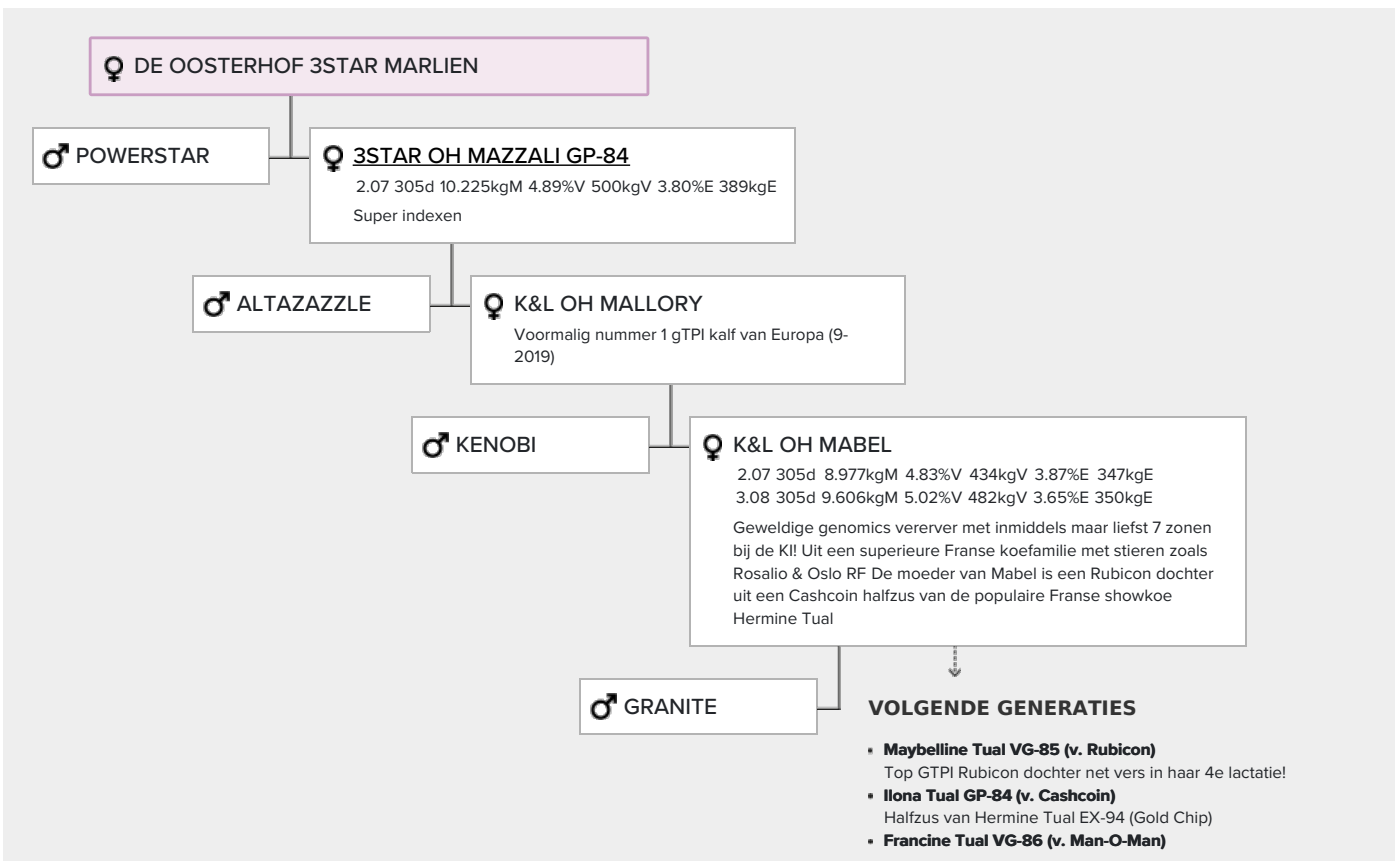 DE OOSTERHOF 3STAR MARLIEN
POWERSTAR
3STAR OH MAZZALI GP-84
2.07 305d 10.225kgM 4.89%V 500kgV 3.80%E 389kgE
Super indexen
ALTAZAZZLE
K&L OH MALLORY
Voormalig nummer 1 gTPI kalf van Europa (9-
2019)
KENOBI
K&L OH MABEL
2.07 305d 8.977kgM 4.83%V 434kgV 3.87%E 347kgE
3.08 305d 9.606kgM 5.02%V 482kgV 3.65%E 350kgE
Geweldige genomics vererver met inmiddels maar liefst 7 zonen
bij de KI! Uit een superieure Franse koefamilie met stieren zoals
Rosalio & Oslo RF De moeder van Mabel is een Rubicon dochter
uit een Cashcoin halfzus van de populaire Franse showkoe
Hermine Tual
GRANITE
VOLGENDE GENERATIES
Maybelline Tual VG-85 (v. Rubicon)
Top GTPI Rubicon dochter net vers in haar 4e lactatie!
Ilona Tual GP-84 (v. Cashcoin)
Halfzus van Hermine Tual EX-94 (Gold Chip)
Francine Tual VG-86 (v. Man-O-Man)